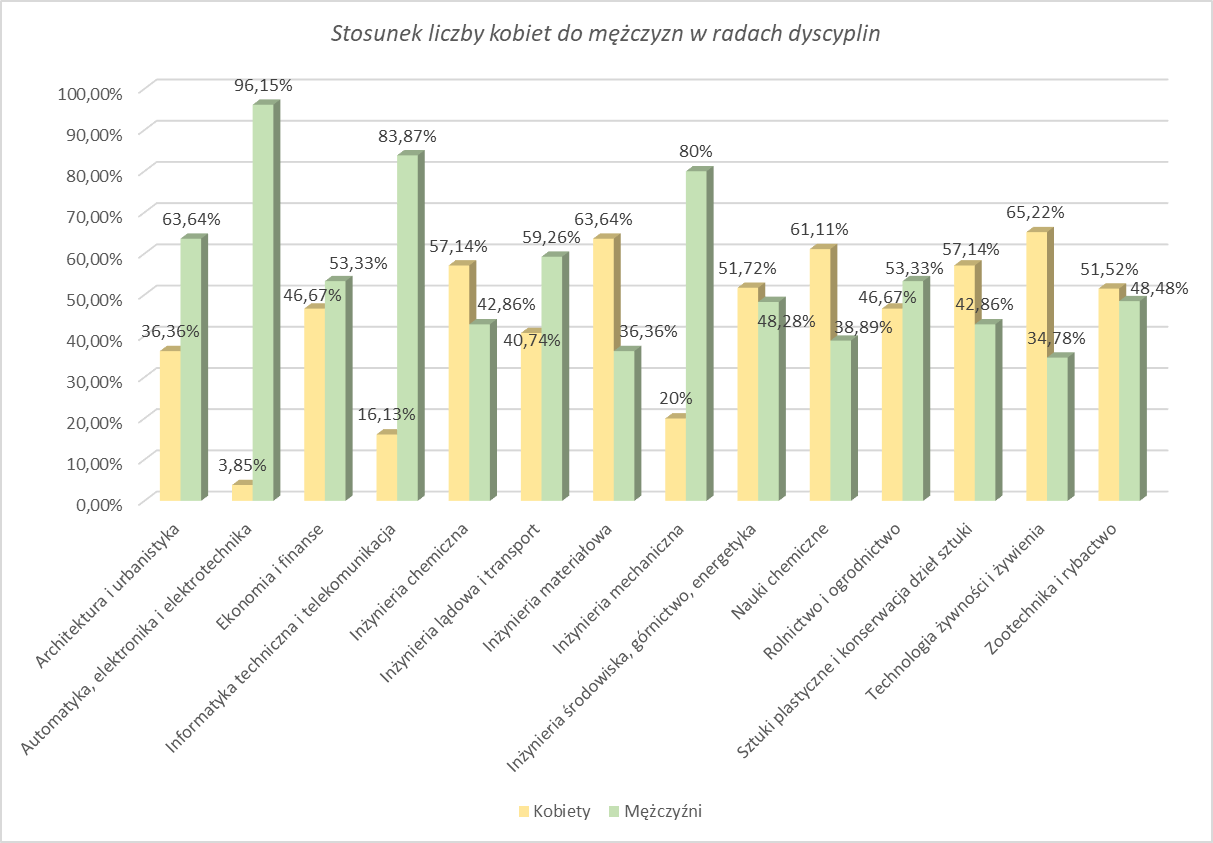 Stosunek liczby kobiet do mężczyzn w radach dyscyplin
100,00%
90,00%
80,00%
70,00%
60,00%
50,00%
40,00%
30,00%
20,00%
10,00%
0,00%
36,36%
63,64%
3,85%
96,15%
46,67%
53,33%
16,13%
83,87%
57,14%
42,86%
40,74%
59,26%
63,64%
36,36%
20%
80%
51,72%
48,28%
61,11%
38,89%
46,67%
53,33%
57,14%
42,86%
65,22%
34,78%
51,52%
48,48%
Architektura i urbanistyka
Automatyka, elektronika i elektrotechnika
Ekonomia i finanse
Informatyka techniczna i telekomunikacja
Inżynieria chemiczna
Inżynieria lądowa i transport
Inżynieria materiałowa
Inżynieria mechaniczna
Inżynieria środowiska, górnictwo, energetyka
Nauki chemiczne
Rolnictwo i ogrodnictwo
Sztuki plastyczne i konserwacja dzieł sztuki
Technologia żywności i żywienia
Zootechnika i rybactwo
Kobiety
Mężczyźni